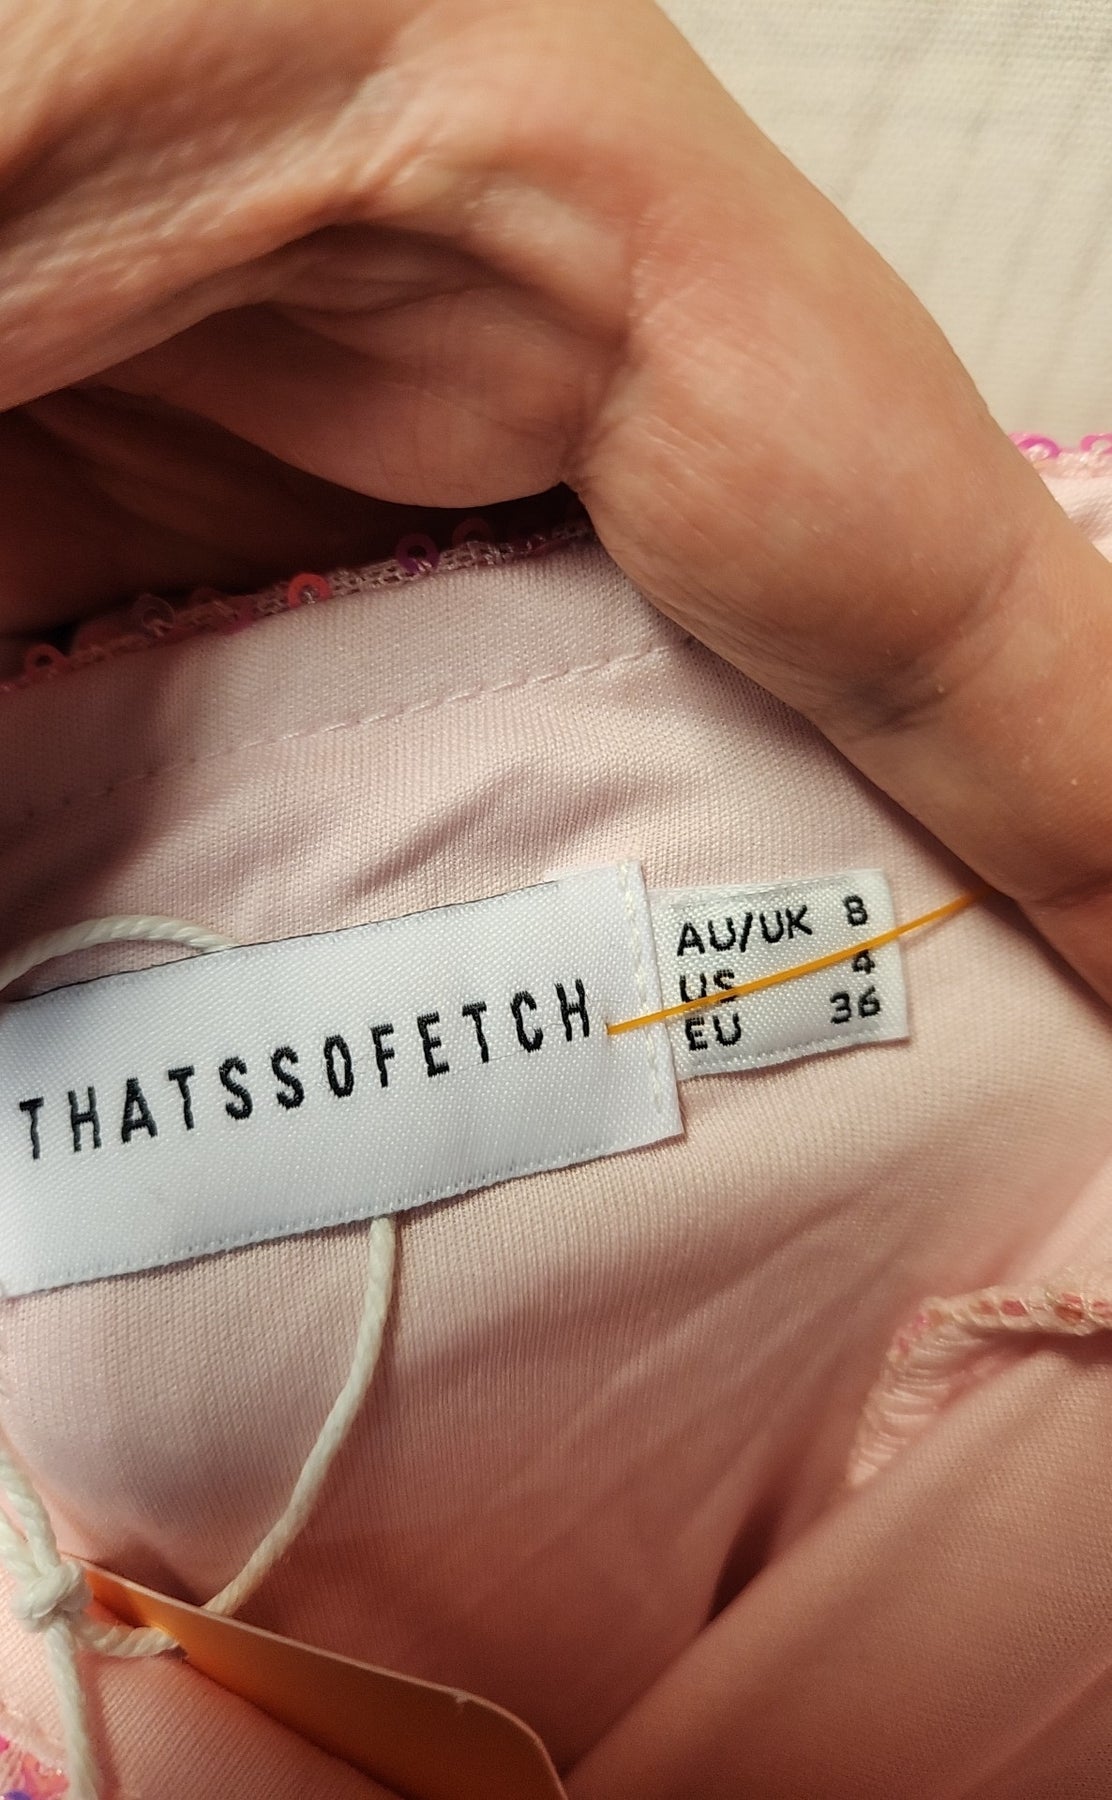 THATSSOFETCH
AU/UK 8
US 4
EU 36